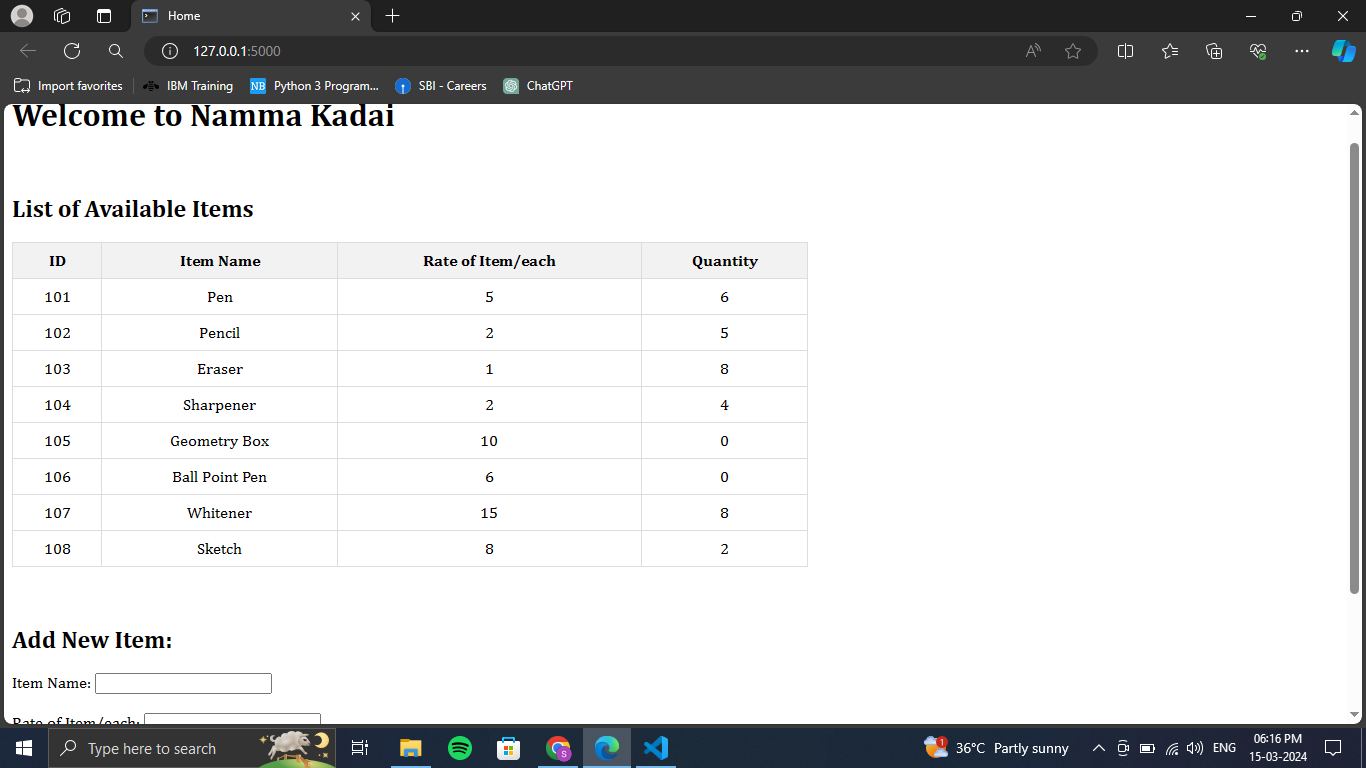 Home
127.0.0.1:5000
Import favorites IBM Training NB Python 3 Program... SBI - Careers ChatGPT
Welcome to Namma Kadai
List of Available Items
ID Item Name Rate of Item/each Quantity
101 Pen 5 6
102 Pencil 2 5
103 Eraser 1 8
104 Sharpener 2 4
105 Geometry Box 10 0
106 Ball Point Pen 6 0
107 Whitener 15 8
108 Sketch 8 2
Add New Item:
Item Name:
Rate of Item/each:
Type here to search S 1 36°C Partly sunny ENG 06:16 PM
15-03-2024